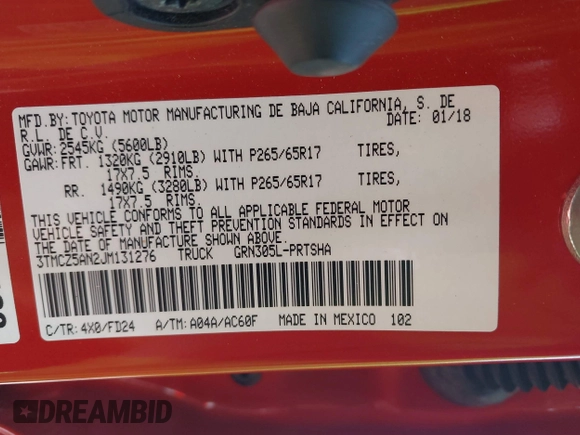 MFD.BY: TOYOTA MOTOR MANUFACTURING DE BAJA CALIFORNIA, S. DE
R.L. DE C.V. DATE: 01/18
GVWR: 2545KG (5600LB)
GAWR: FRT. 1320KG (2910LB) WITH P265/65R17 TIRES,
17X7.5 RIMS.
RR. 1490KG (3280LB) WITH P265/65R17 TIRES,
17X7.5 RIMS.
THIS VEHICLE CONFORMS TO ALL APPLICABLE FEDERAL MOTOR
VEHICLE SAFETY AND THEFT PREVENTION STANDARDS IN EFFECT ON
THE DATE OF MANUFACTURE SHOWN ABOVE.
3TMCZ5AN2JM131276 TRUCK GRN305L-PRTSHA
C/TR: 4X0/FD24 A/TM: A04A/AC60F MADE IN MEXICO 102
DREAMBID